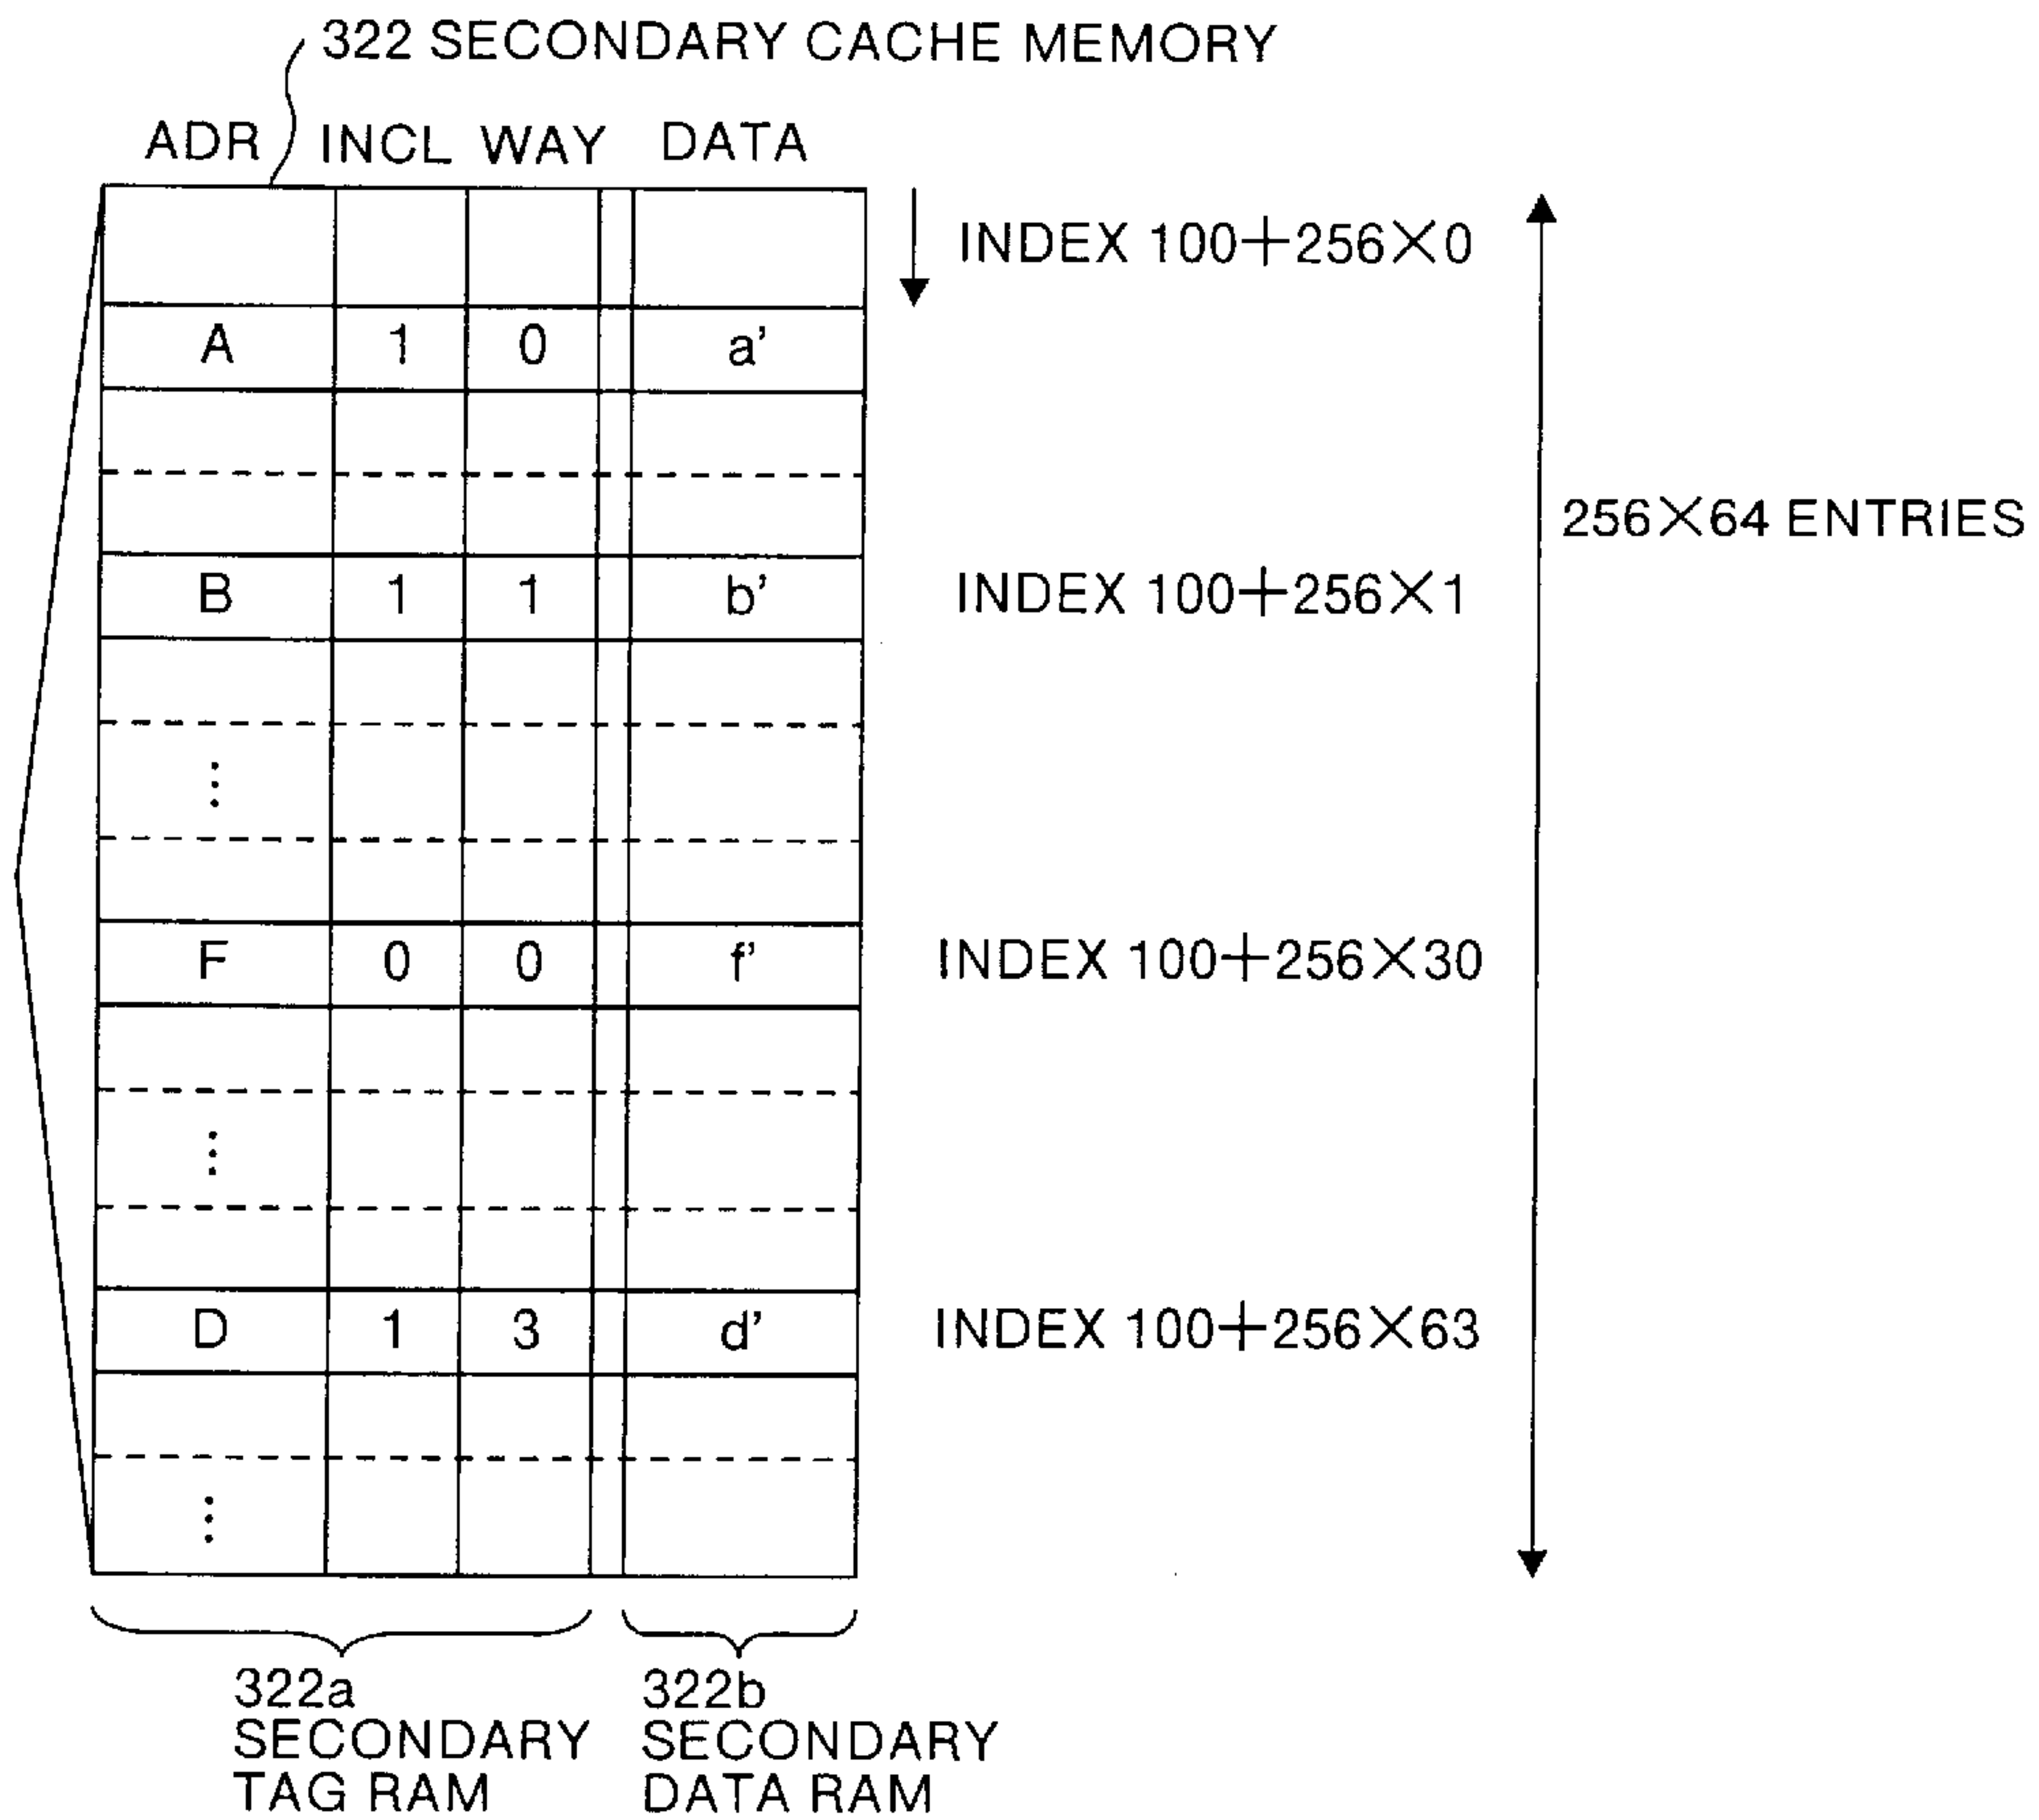 322 SECONDARY CACHE MEMORY
ADR INCL WAY DATA
INDEX 100+256×0
A 1 0 a'
256×64 ENTRIES
B 1 1 b' INDEX 100+256×1
⋮
F 0 0 f' INDEX 100+256×30
⋮
D 1 3 d' INDEX 100+256×63
⋮
322a
SECONDARY
TAG RAM
322b
SECONDARY
DATA RAM